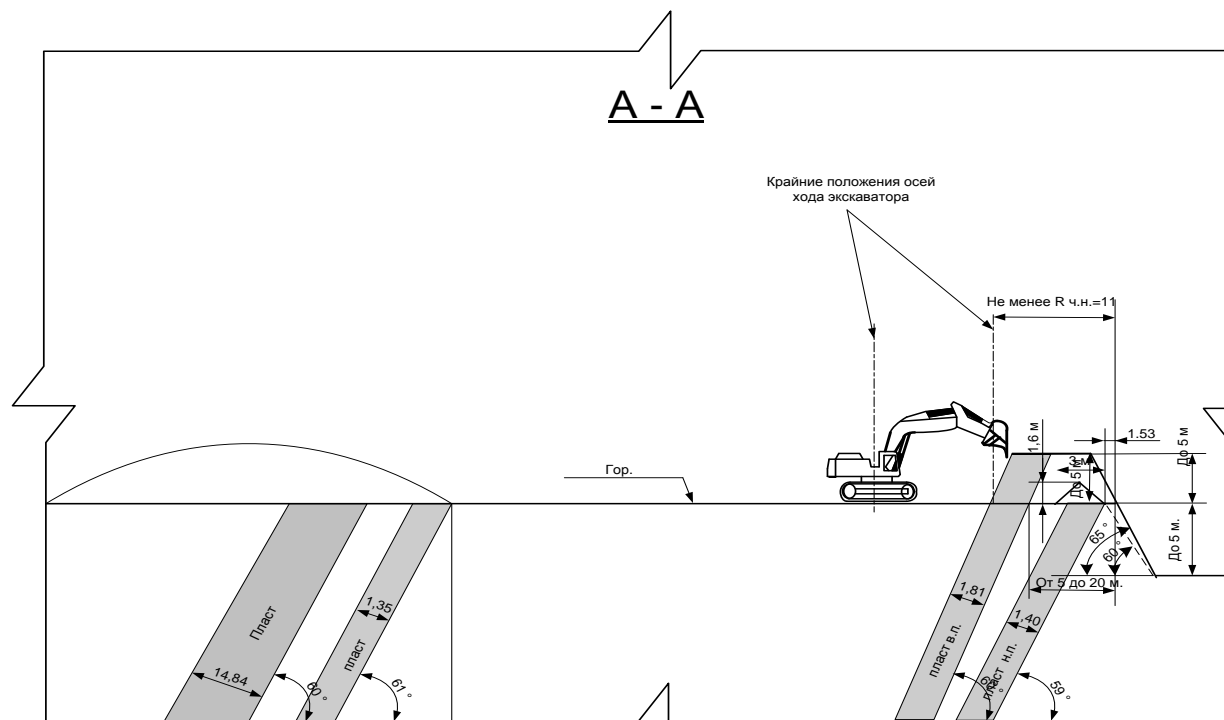 А - А
Крайние положения осей
хода экскаватора
Не менее R ч.н.=11
1.53
1,6 м
3 м
До 5 м
До 5 м
До 5 м.
Гор.
65 °
60 °
От 5 до 20 м.
Пласт
14,84
60 °
1,35
пласт
61 °
1,81
пласт в.п.
1,40
пласт н.п.
59 °